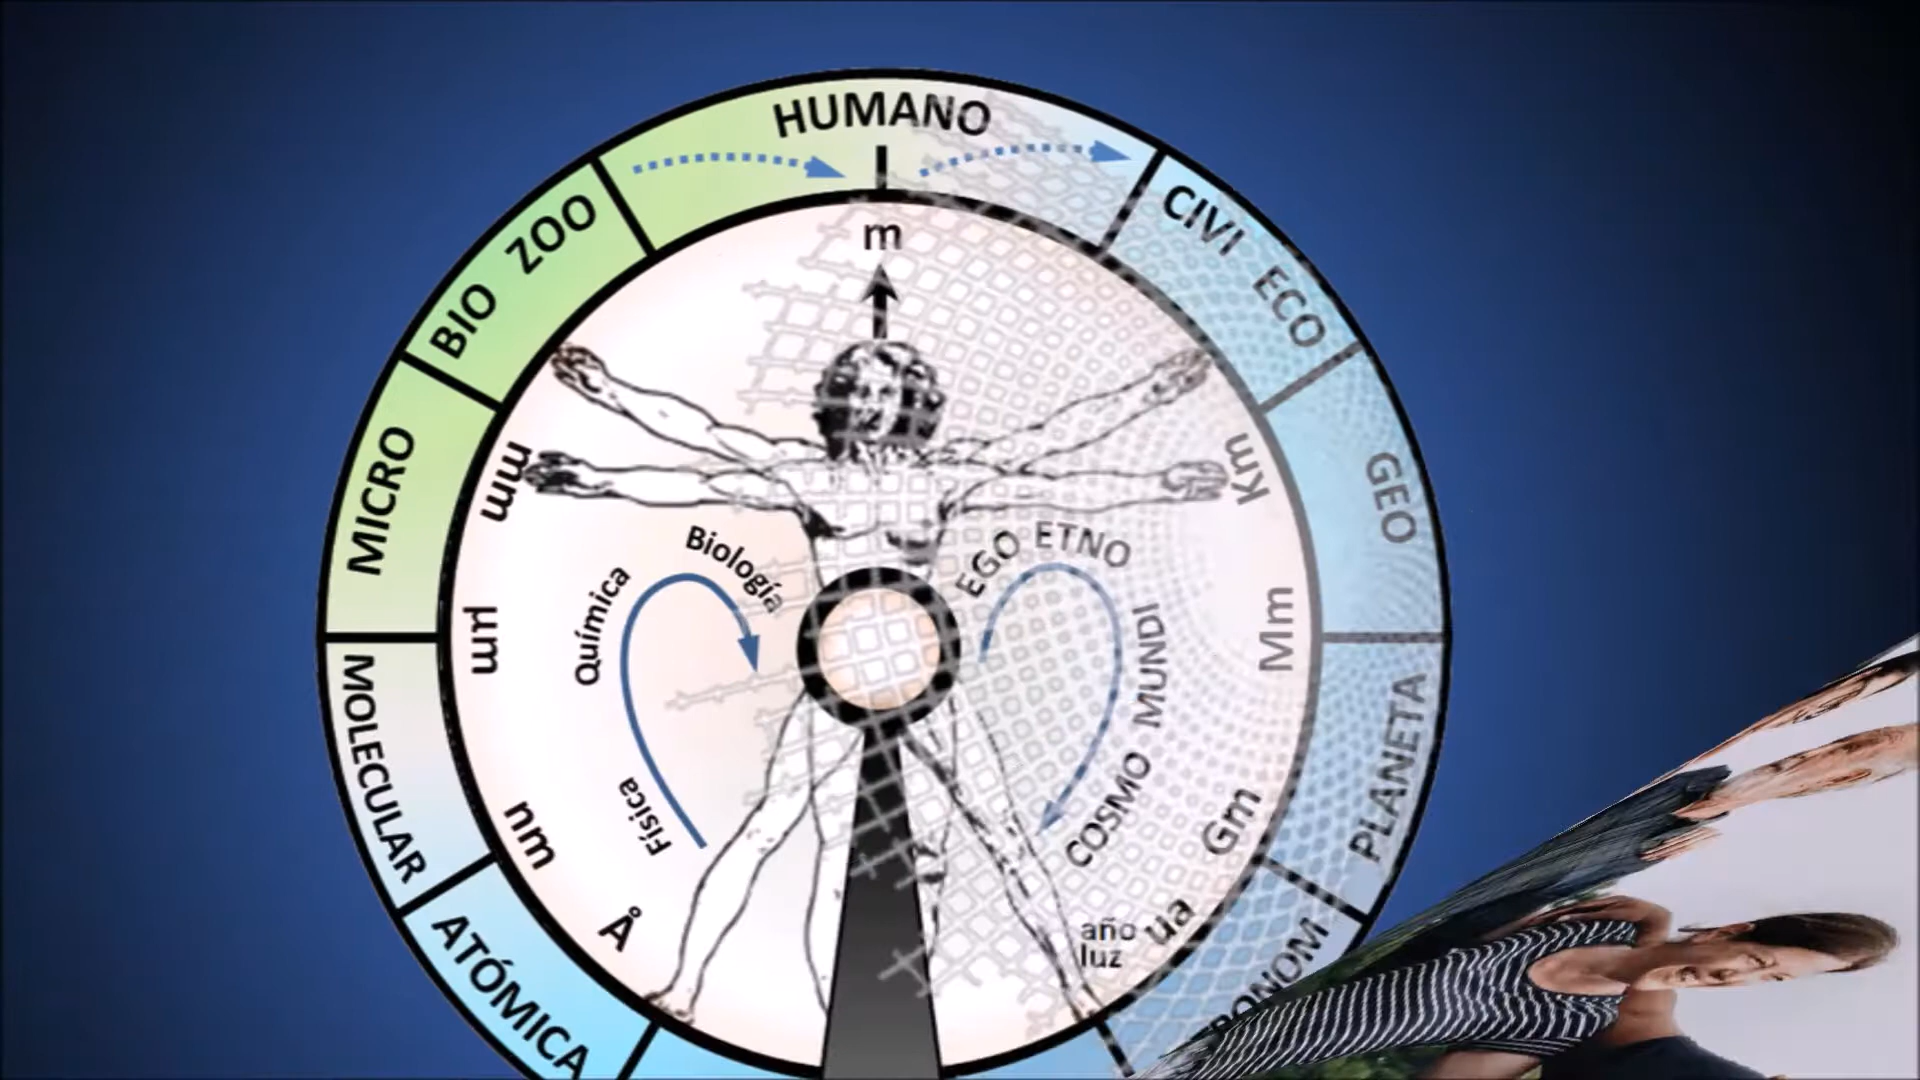 HUMANO
BIO ZOO
CIVI ECO
MICRO
GEO
MOLECULAR
PLANETA
ATÓMICA
m
mm
Km
µm
Mm
nm
Gm
Å
ua
año
luz
Física
Química
Biología
EGO ETNO
MUNDI
COSMO